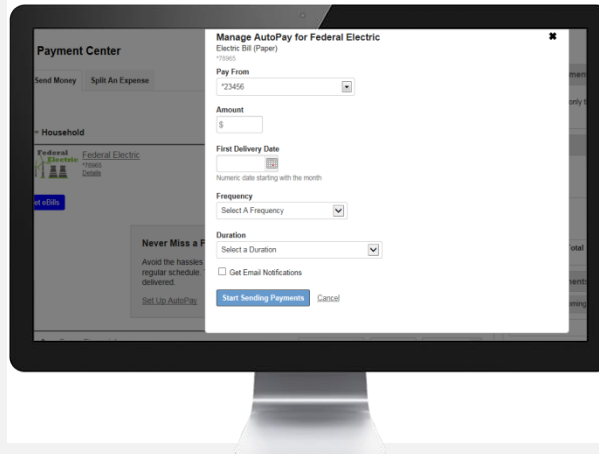 Payment Center
Send Money
Split An Expense
Household
Federal
Electric
Federal Electric
*78965
Details
et eBills
Never Miss a P
Avoid the hassles
regular schedule.
delivered.
Set Up AutoPay
Manage AutoPay for Federal Electric
Electric Bill (Paper)
*78965
Pay From
*23456
Amount
$
First Delivery Date
Numeric date starting with the month
Frequency
Select A Frequency
Duration
Select a Duration
Get Email Notifications
Start Sending Payments
Cancel
only t
Total